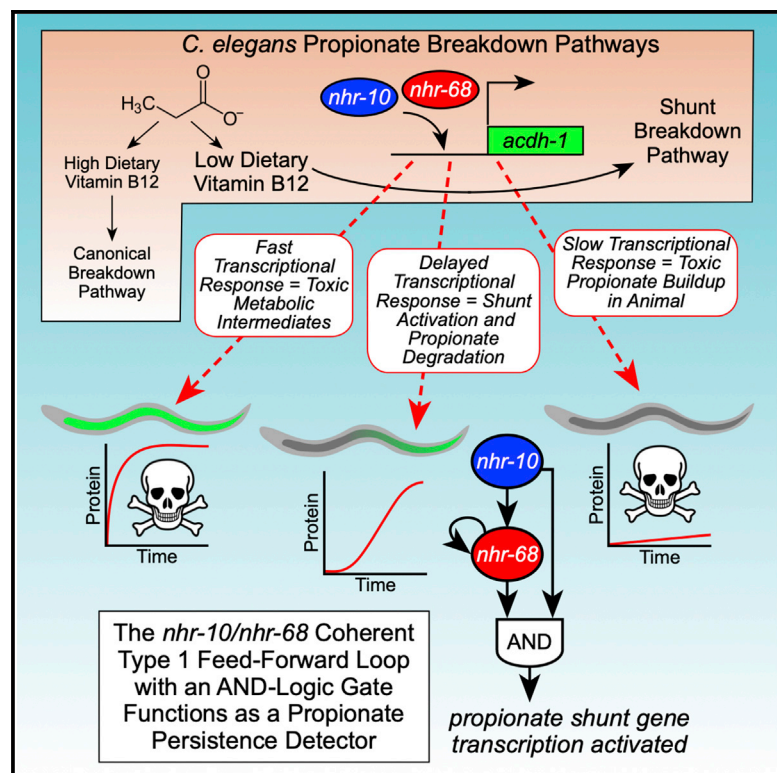 C. elegans Propionate Breakdown Pathways
O
H₃C
O⁻
High Dietary
Vitamin B12
Low Dietary
Vitamin B12
Canonical
Breakdown
Pathway
nhr-10
nhr-68
acdh-1
Shunt
Breakdown
Pathway
Fast
Transcriptional
Response = Toxic
Metabolic
Intermediates
Delayed
Transcriptional
Response = Shunt
Activation and
Propionate
Degradation
Slow Transcriptional
Response = Toxic
Propionate Buildup
in Animal
Protein
Time
Protein
Time
nhr-10
nhr-68
AND
propionate shunt gene
transcription activated
Protein
Time
The nhr-10/nhr-68 Coherent
Type 1 Feed-Forward Loop
with an AND-Logic Gate
Functions as a Propionate
Persistence Detector